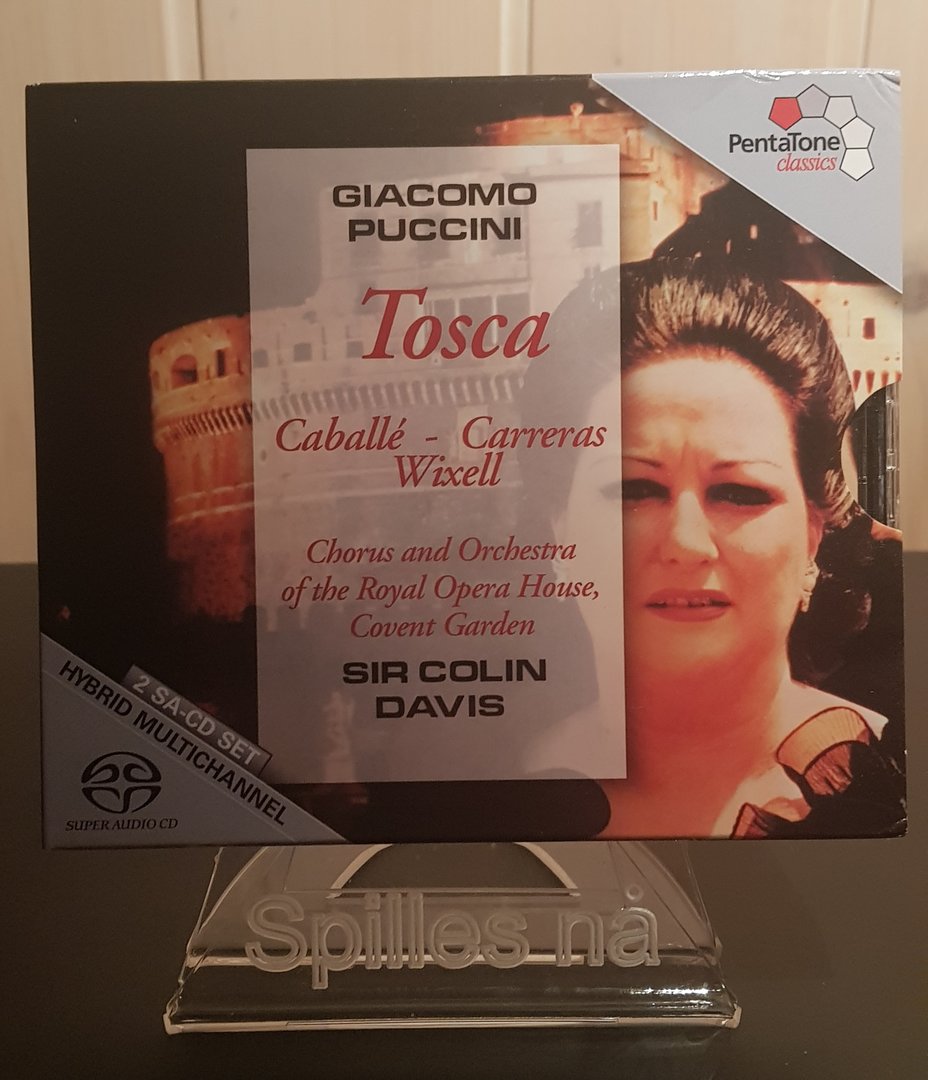 PentaTone
classics
GIACOMO
PUCCINI
Tosca
Caballé - Carreras
Wixell
Chorus and Orchestra
of the Royal Opera House,
Covent Garden
SIR COLIN
DAVIS
2 SA-CD SET
HYBRID MULTICHANNEL
SUPER AUDIO CD
Spilles nå